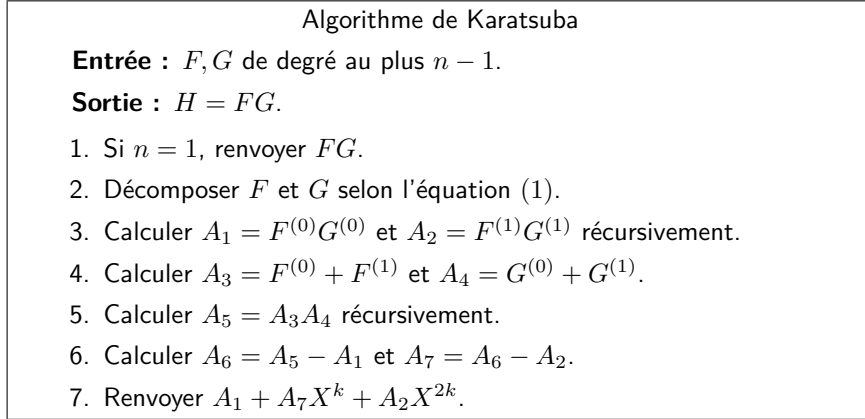 Algorithme de Karatsuba
Entrée : F, G de degré au plus n − 1.
Sortie : H = FG.
1. Si n = 1, renvoyer FG.
2. Décomposer F et G selon l'équation (1).
3. Calculer A₁ = F⁽⁰⁾G⁽⁰⁾ et A₂ = F⁽¹⁾G⁽¹⁾ récursivement.
4. Calculer A₃ = F⁽⁰⁾ + F⁽¹⁾ et A₄ = G⁽⁰⁾ + G⁽¹⁾.
5. Calculer A₅ = A₃A₄ récursivement.
6. Calculer A₆ = A₅ − A₁ et A₇ = A₆ − A₂.
7. Renvoyer A₁ + A₇Xᵏ + A₂X²ᵏ.